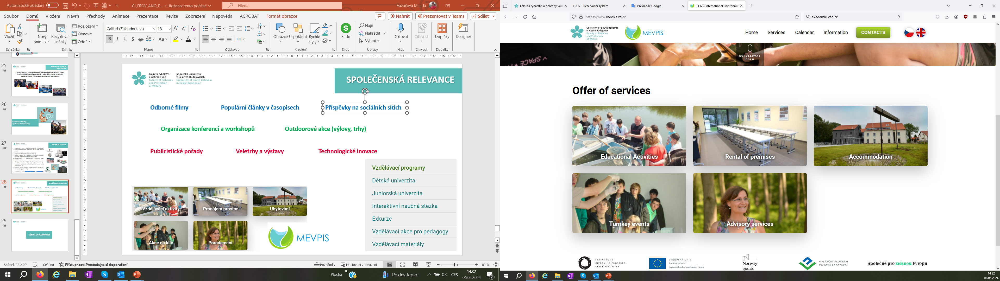 Automatické ukládání
CJ_FROV_ANO_F... • Uloženo: tento počítač
Hledat
Vazačová Milada
Soubor
Domů
Vložení
Návrh
Přechody
Animace
Prezentace
Revize
Zobrazení
Nápověda
ACROBAT
Formát obrazce
Nahrát
Prezentovat v Teams
Sdílet
Vložit
Nový
snímek
Recyklovat
snímky
Rozložení
Obnovit
Oddíl
Calibri (Základní text)
18
Obrazce
Uspořádat
Rychlé
styly
Slido
Najít
Nahradit
Vybrat
Diktovat
Citlivost
Doplňky
Designer
Schránka
Snímky
Písmo
Odstavec
Kreslení
Slido
Úpravy
Hlas
Citlivost
Doplňky
25
26
27
28
29
DĚKUJI ZA POZORNOST
Fakulta rybářství
a ochrany vod
Faculty of Fisheries
and Protection
of Waters
Jihočeská univerzita
v Českých Budějovicích
University of South Bohemia
in České Budějovice
SPOLEČENSKÁ RELEVANCE
Odborné filmy
Populární články v časopisech
Příspěvky na sociálních sítích
Organizace konferencí a workshopů
Outdoorové akce (výlovy, trhy)
Publicistické pořady
Veletrhy a výstavy
Technologické inovace
Vzdělávací programy
Dětská univerzita
Juniorská univerzita
Interaktivní naučná stezka
Exkurze
Vzdělávací akce pro pedagogy
Vzdělávací materiály
Vzdělávací aktivity
Pronájem prostor
Ubytování
Akce na klíč
Poradenství
MEVPIS
Snímek 28 z 29
Čeština
Přístupnost: Prostudujte si doporučení
Poznámky
Nastavení zobrazení
82 %
Plocha
Pokles teplot
CES
14:32
06.05.2024
7
Fakulta rybářství a ochrany vod
FROV - Rezervační systém
Překladač Google
IEEAIC International Environme
https://www.mevpis.cz/en
akademie věd čr
University of South Bohemia
in České Budějovice
Faculty of Fisheries
and Protection
of Waters
MEVPIS
Home
Services
Calendar
Information
CONTACTS
V SPACE
SCROLLOVAT
DOLŮ
Offer of services
Educational Activities
Rental of premises
Accommodation
Turnkey events
Advisory services
STÁTNÍ FOND
ŽIVOTNÍHO PROSTŘEDÍ
ČESKÉ REPUBLIKY
EVROPSKÁ UNIE
Fond soudržnosti
Evropský fond pro regionální rozvoj
Norway
grants
OPERAČNÍ PROGRAM
ŽIVOTNÍ PROSTŘEDÍ
Společně pro zelenou Evropu
14:32
06.05.2024